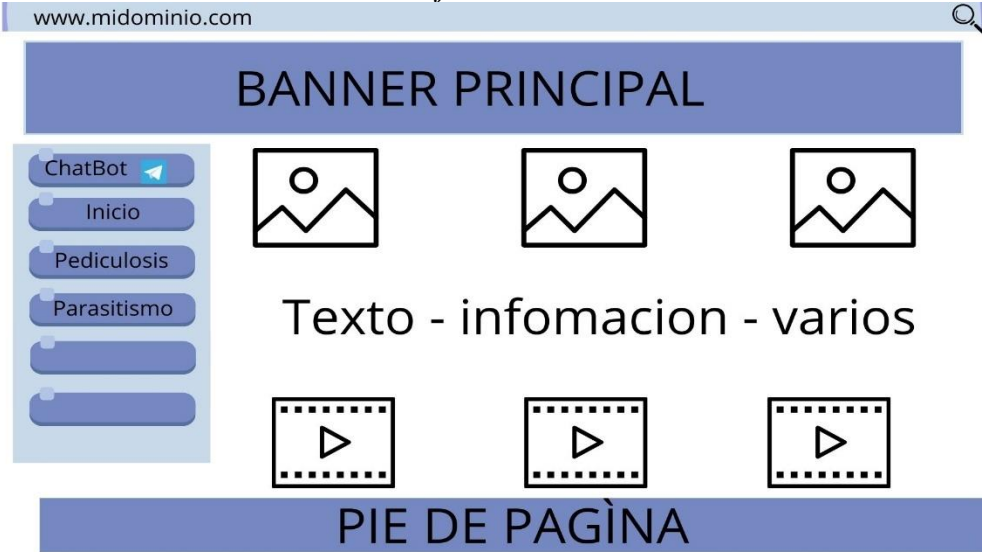 www.midominio.com
BANNER PRINCIPAL
ChatBot
Inicio
Pediculosis
Parasitismo
Texto - infomacion - varios
PIE DE PAGÌNA